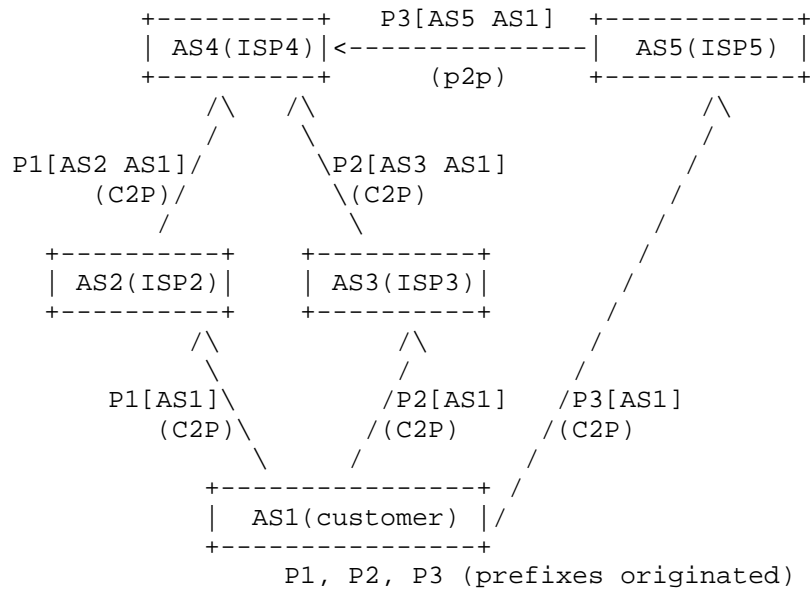 P3[AS5 AS1]
AS4(ISP4) AS5(ISP5)
(p2p)
P1[AS2 AS1] P2[AS3 AS1]
(C2P) (C2P)
AS2(ISP2) AS3(ISP3)
P1[AS1] P2[AS1] P3[AS1]
(C2P) (C2P) (C2P)
AS1(customer)
P1, P2, P3 (prefixes originated)